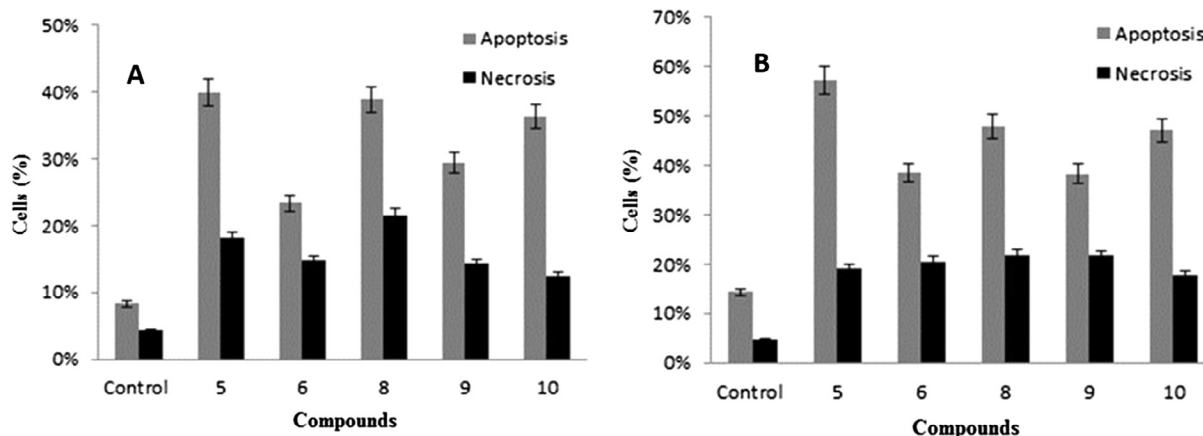 50%
40%
30%
20%
10%
0%
Cells (%)
A
Apoptosis
Necrosis
Control 5 6 8 9 10
Compounds
70%
60%
50%
40%
30%
20%
10%
0%
Cells (%)
B
Apoptosis
Necrosis
Control 5 6 8 9 10
Compounds